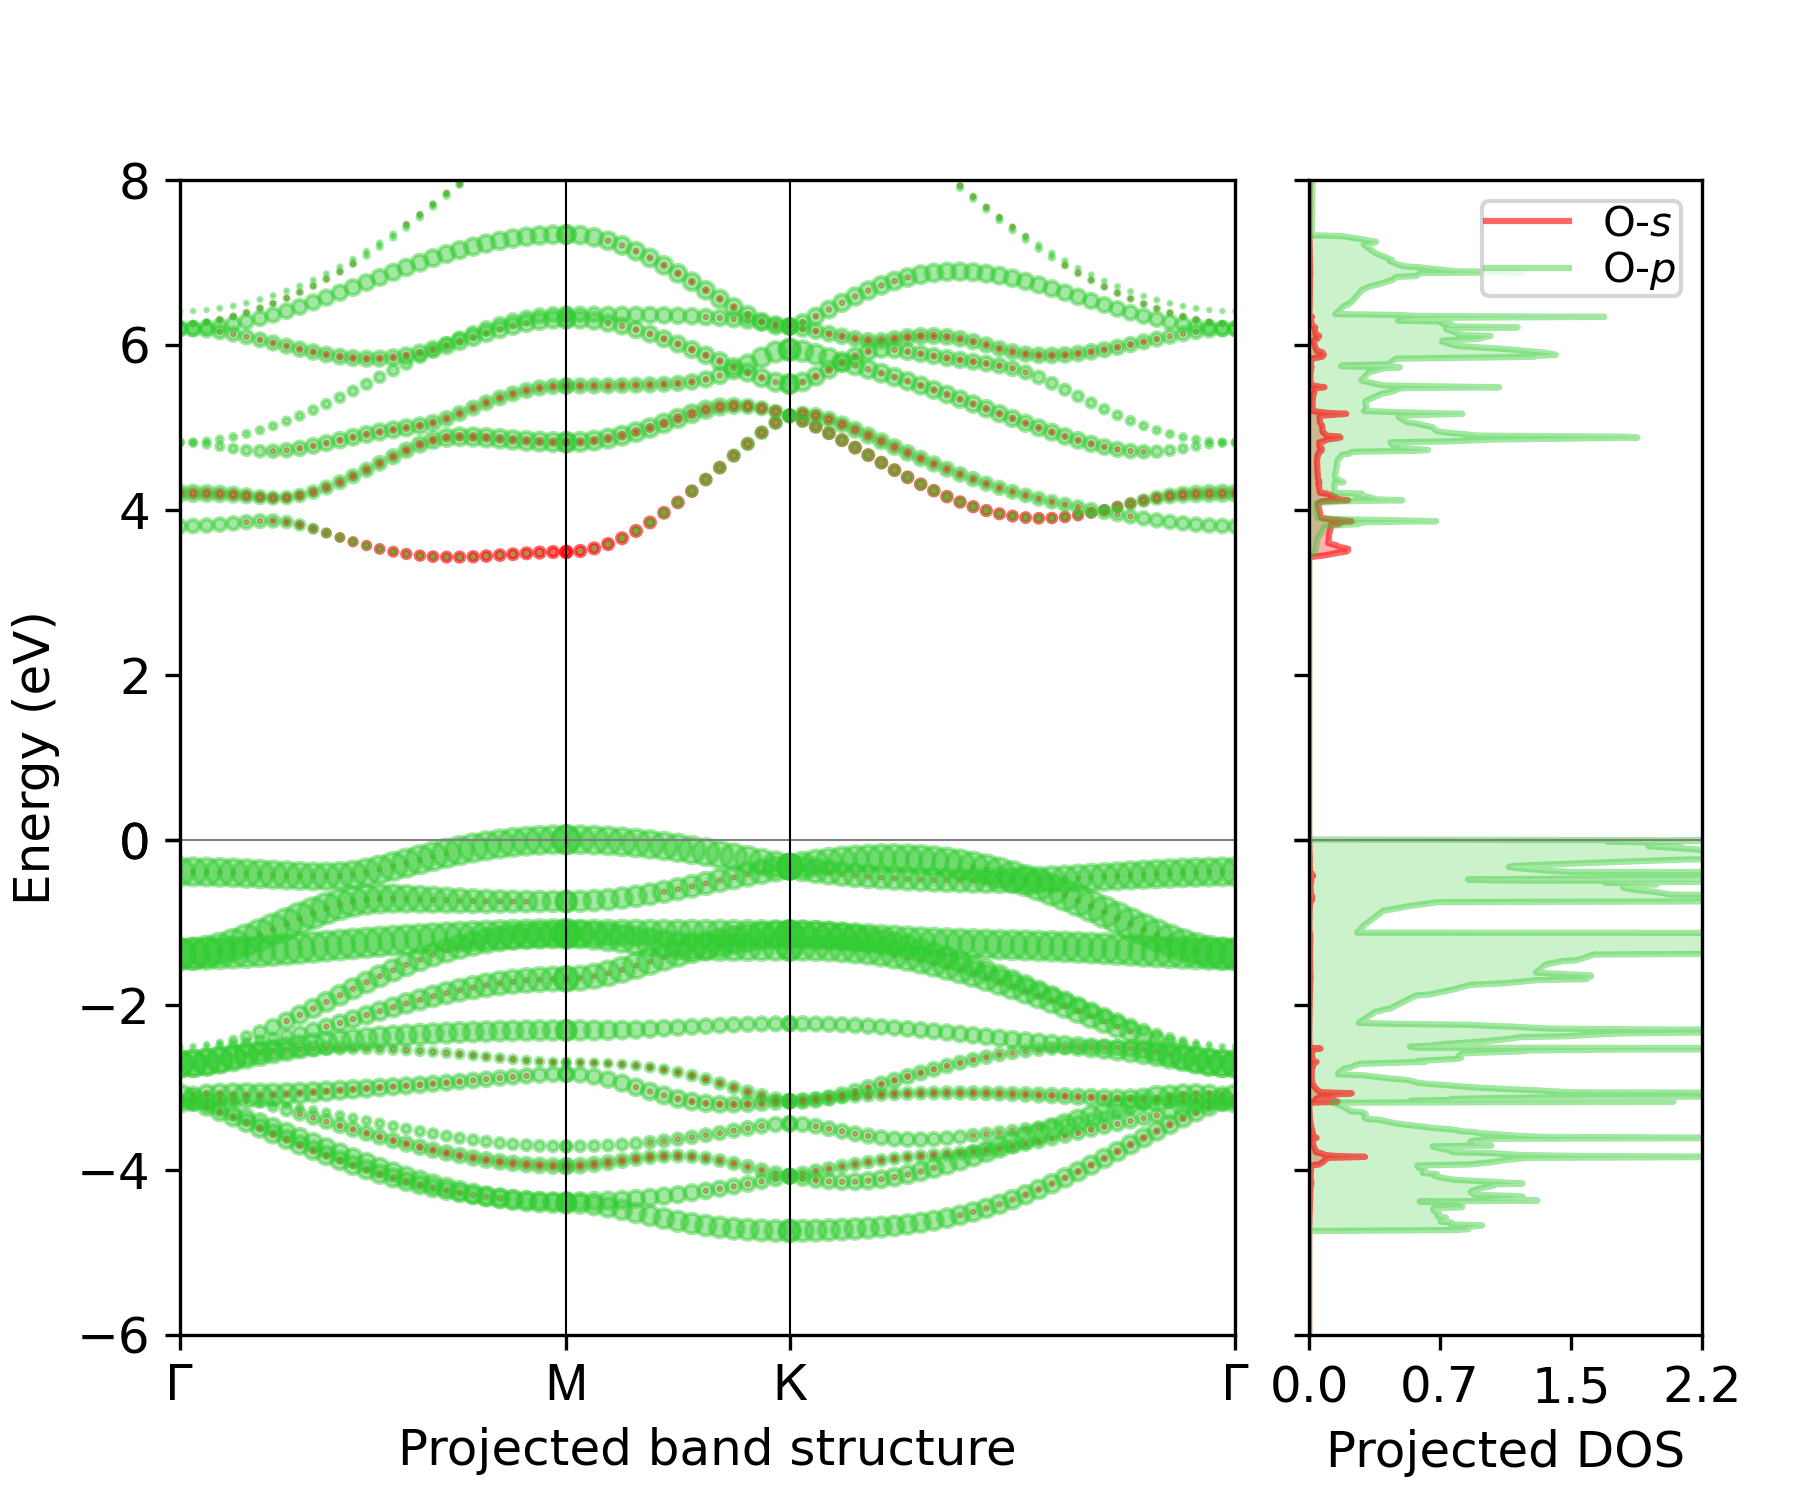 8
6
4
2
0
−2
−4
−6
Energy (eV)
Γ
M
K
Γ
Projected band structure
O-s
O-p
0.0
0.7
1.5
2.2
Projected DOS